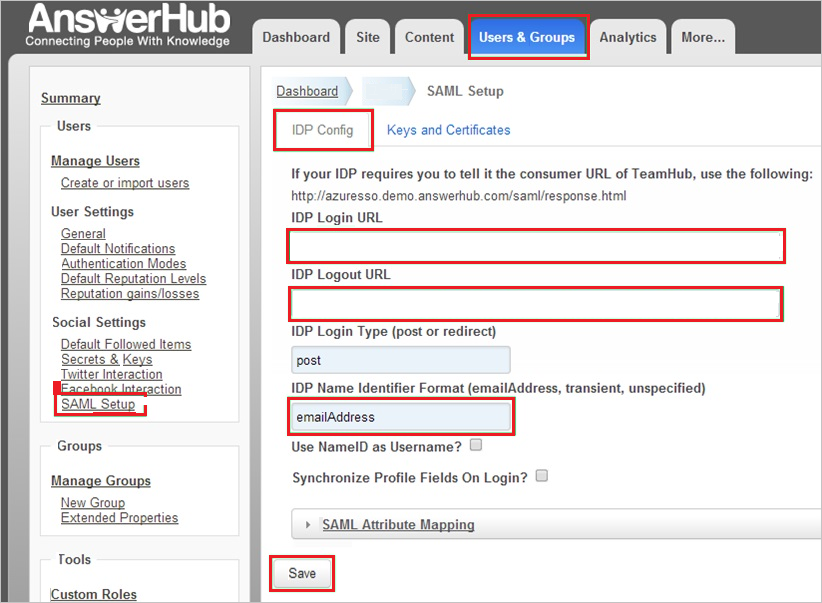 AnswerHub
Connecting People With Knowledge
Dashboard
Site
Content
Users & Groups
Analytics
More...
Summary
Users
Manage Users
Create or import users
User Settings
General
Default Notifications
Authentication Modes
Default Reputation Levels
Reputation gains/losses
Social Settings
Default Followed Items
Secrets & Keys
Twitter Interaction
Facebook Interaction
SAML Setup
Groups
Manage Groups
New Group
Extended Properties
Tools
Custom Roles
Dashboard
SAML Setup
IDP Config
Keys and Certificates
If your IDP requires you to tell it the consumer URL of TeamHub, use the following:
http://azuresso.demo.answerhub.com/saml/response.html
IDP Login URL
IDP Logout URL
IDP Login Type (post or redirect)
post
IDP Name Identifier Format (emailAddress, transient, unspecified)
emailAddress
Use NameID as Username?
Synchronize Profile Fields On Login?
SAML Attribute Mapping
Save